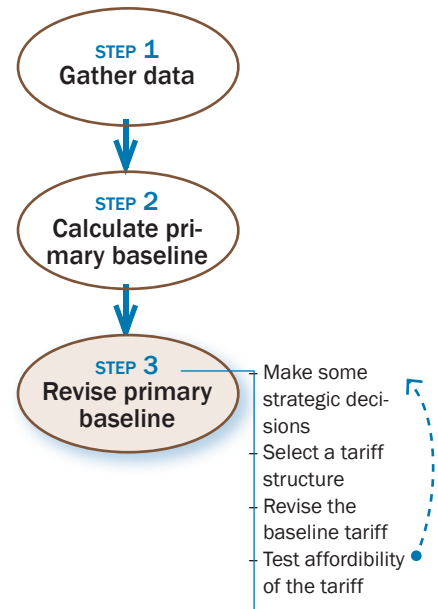 STEP 1
Gather data
STEP 2
Calculate pri-
mary baseline
STEP 3
Revise primary
baseline
- Make some
strategic deci-
sions
- Select a tariff
structure
- Revise the
baseline tariff
- Test affordibility
of the tariff